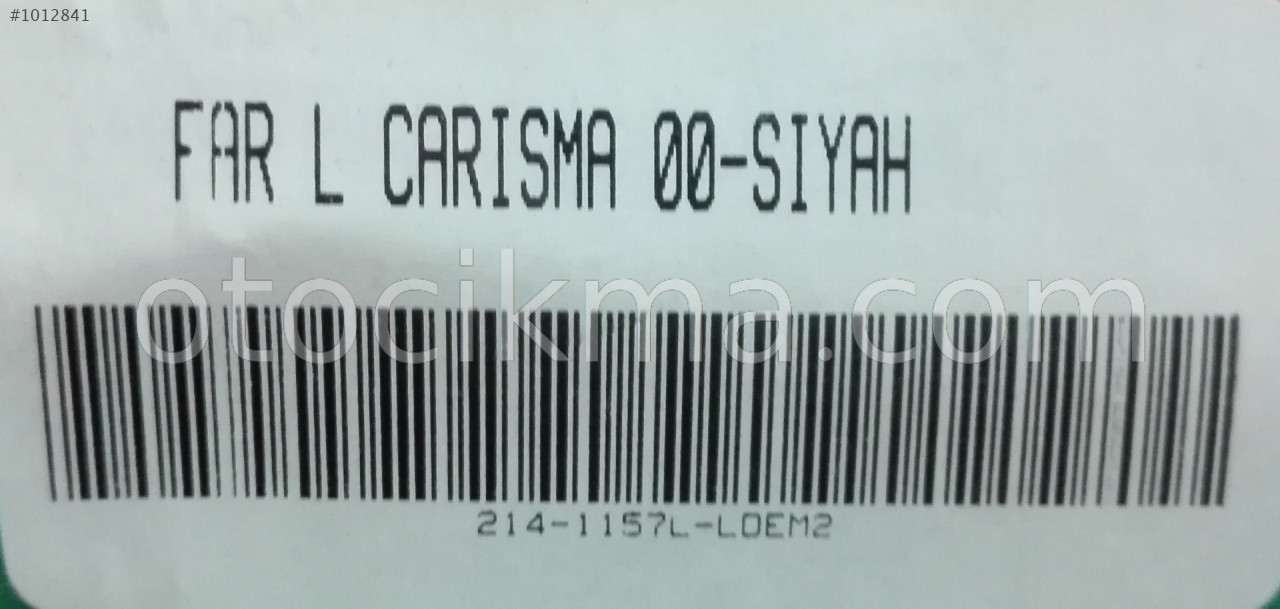 #1012841
FAR L CARISMA 00-SIYAH
otocikma.com
214-1157L-LDEM2